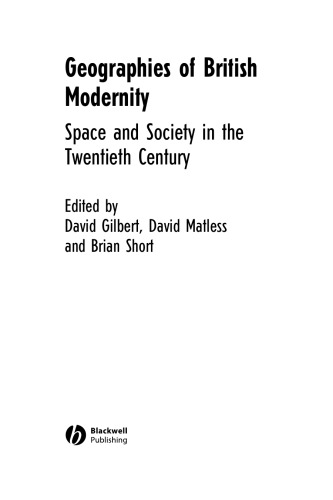 Geographies of British
Modernity
Space and Society in the
Twentieth Century
Edited by
David Gilbert, David Matless
and Brian Short
Blackwell
Publishing